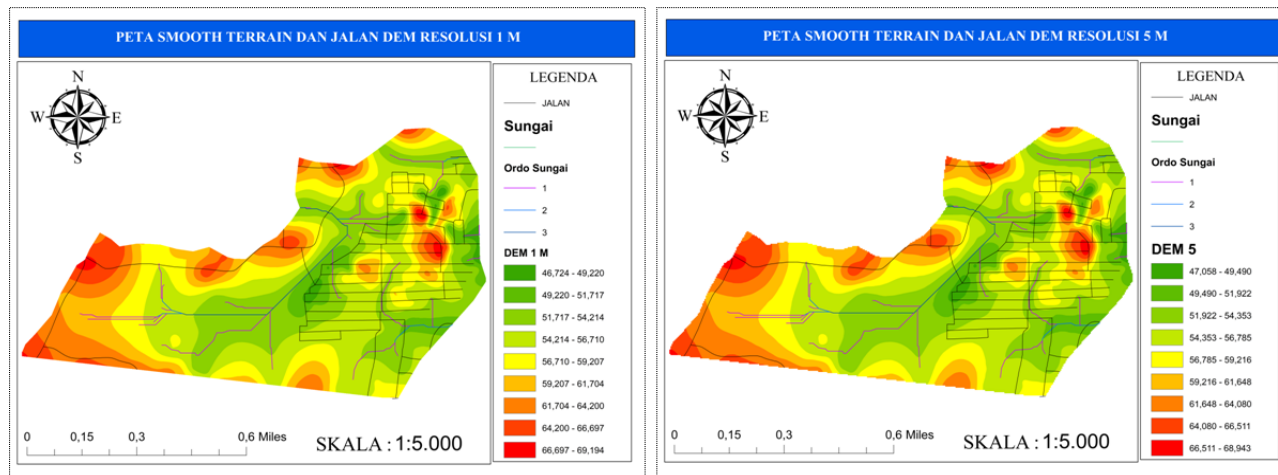 PETA SMOOTH TERRAIN DAN JALAN DEM RESOLUSI 1 M
N
W
E
S
LEGENDA
JALAN
Sungai
Ordo Sungai
1
2
3
DEM 1 M
46,724 - 49,220
49,220 - 51,717
51,717 - 54,214
54,214 - 56,710
56,710 - 59,207
59,207 - 61,704
61,704 - 64,200
64,200 - 66,697
66,697 - 69,194
0 0,15 0,3 0,6 Miles
SKALA : 1:5.000
PETA SMOOTH TERRAIN DAN JALAN DEM RESOLUSI 5 M
N
W
E
S
LEGENDA
JALAN
Sungai
Ordo Sungai
1
2
3
DEM 5
47,058 - 49,490
49,490 - 51,922
51,922 - 54,353
54,353 - 56,785
56,785 - 59,216
59,216 - 61,648
61,648 - 64,080
64,080 - 66,511
66,511 - 68,943
0 0,15 0,3 0,6 Miles
SKALA : 1:5.000